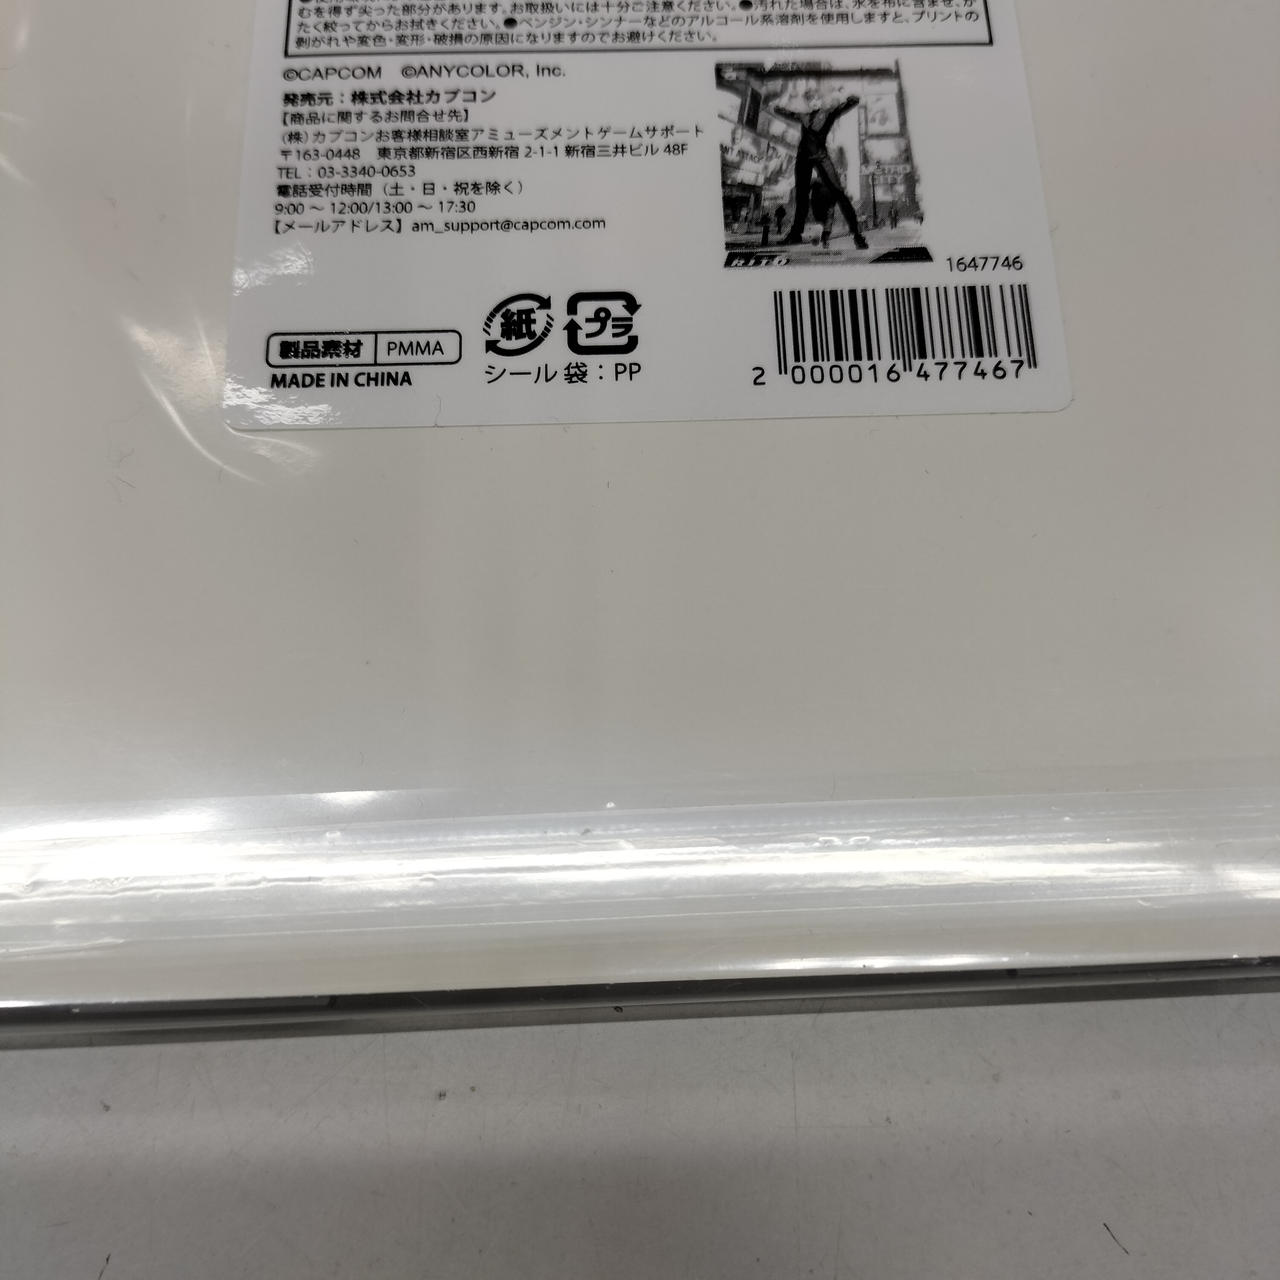 むを得ず尖った部分があります。お取扱いには十分ご注意ください。●汚れた場合は、水を布に含ませ、か
たく絞ってからお拭きください。●ベンジン・シンナーなどのアルコール系溶剤を使用しますと、プリントの
剥がれや変色・変形・破損の原因になりますのでお避けください。
©CAPCOM ©ANYCOLOR, Inc.
発売元：株式会社カプコン
【商品に関するお問合せ先】
(株)カプコンお客様相談室アミューズメントゲームサポート
〒163-0448 東京都新宿区西新宿 2-1-1 新宿三井ビル 48F
TEL：03-3340-0653
電話受付時間（土・日・祝を除く）
9:00 ～ 12:00/13:00 ～ 17:30
【メールアドレス】am_support@capcom.com
1647746
紙 プラ
製品素材 PMMA
シール 袋：PP
MADE IN CHINA
2 000016 477467